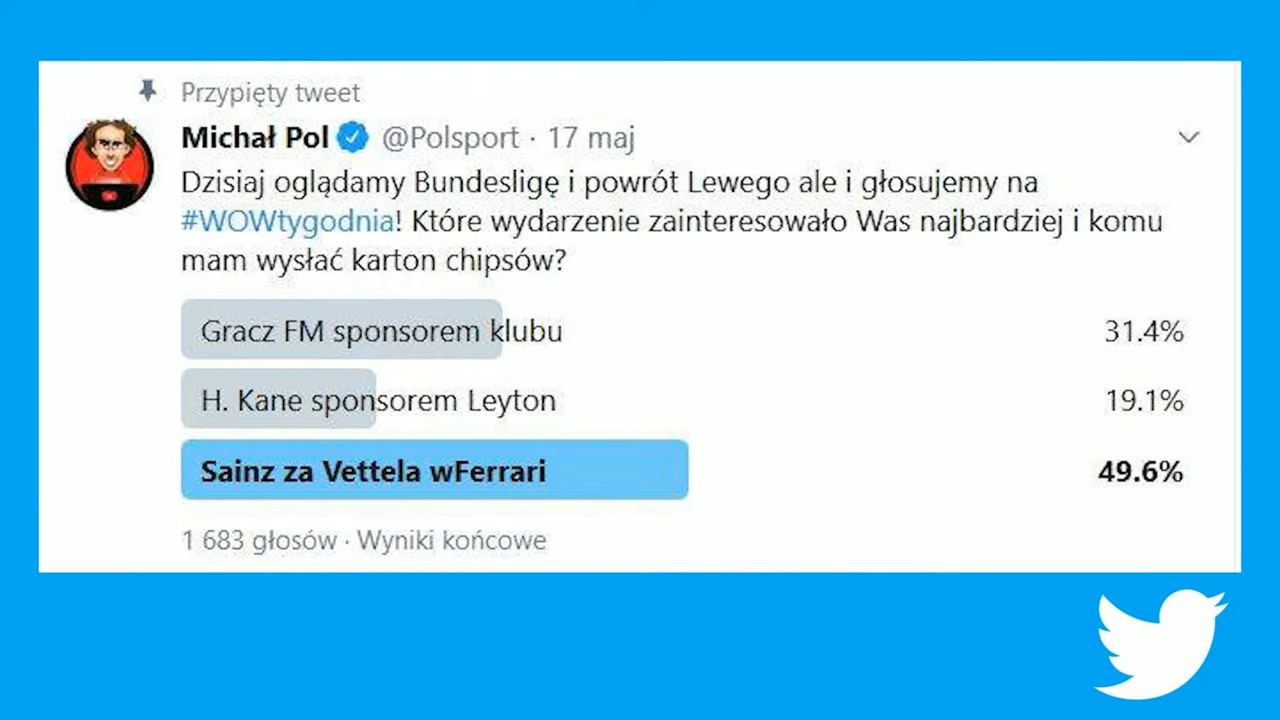 Przypięty tweet
Michał Pol @Polsport · 17 maj
Dzisiaj oglądamy Bundesligę i powrót Lewego ale i głosujemy na
#WOWtygodnia! Które wydarzenie zainteresowało Was najbardziej i komu
mam wysłać karton chipsów?
Gracz FM sponsorem klubu 31.4%
H. Kane sponsorem Leyton 19.1%
Sainz za Vettela wFerrari 49.6%
1 683 głosów · Wyniki końcowe